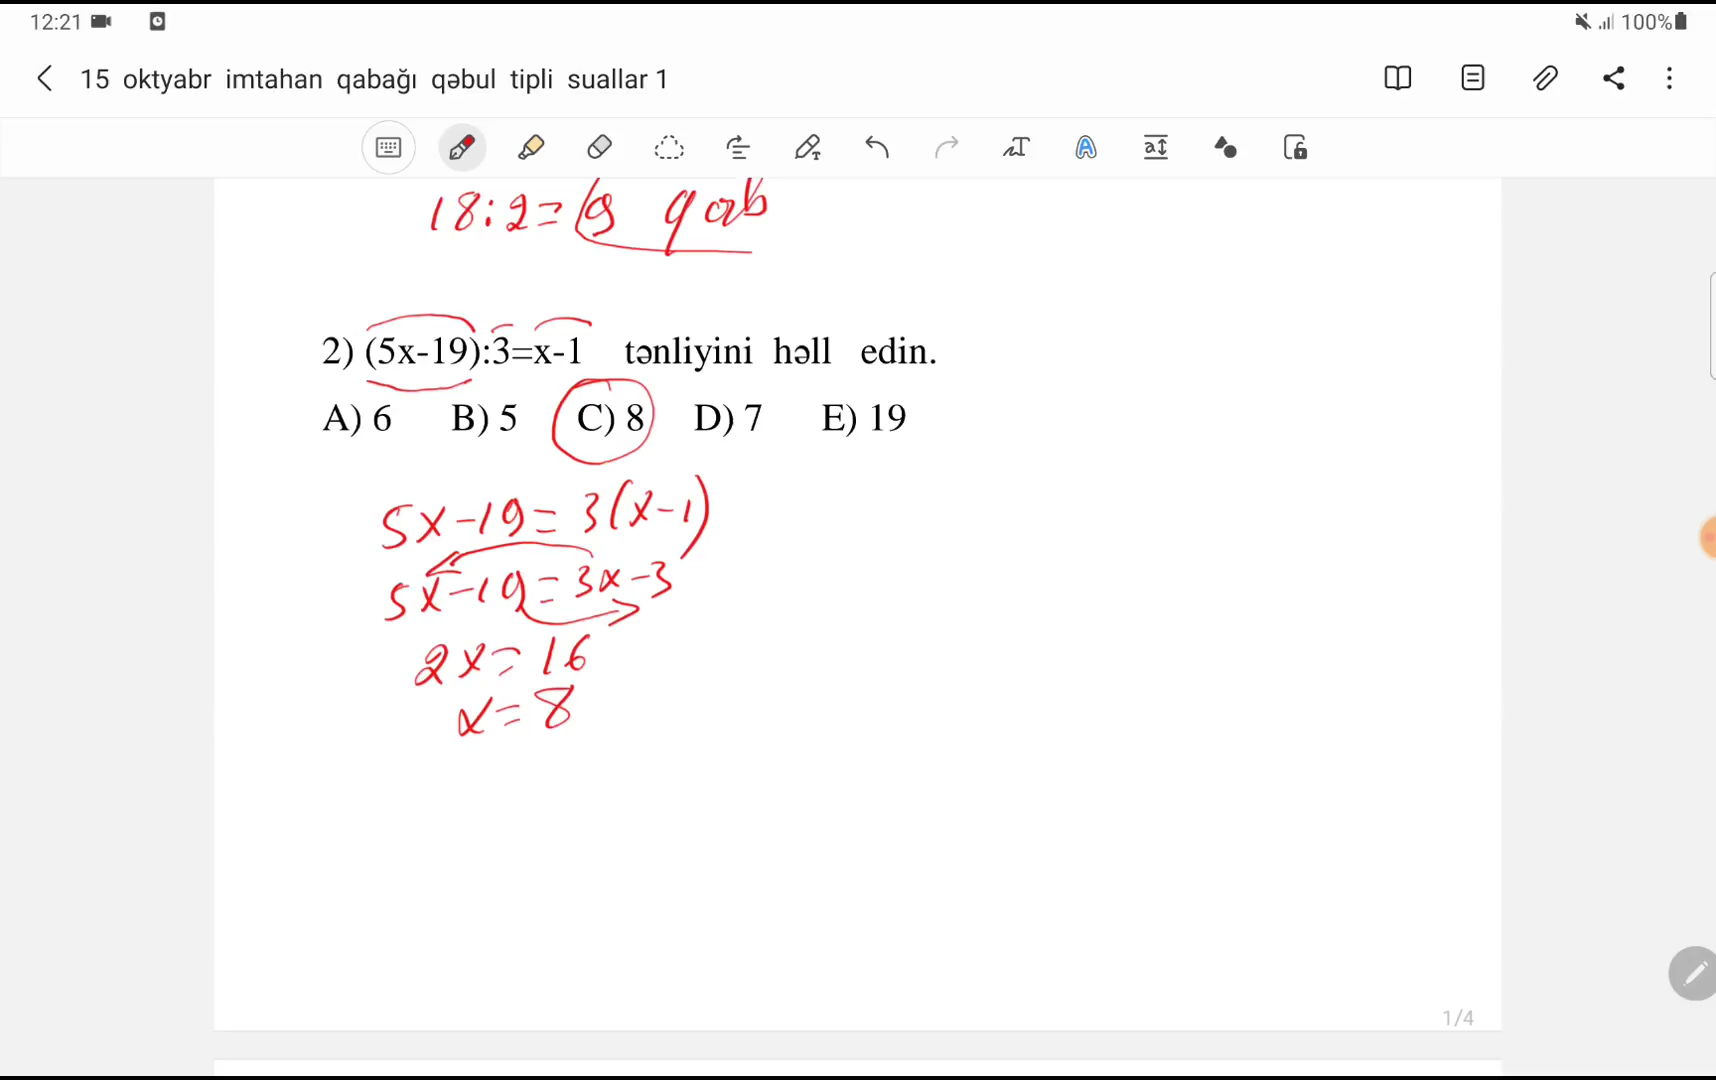 12:21 100%
15 oktyabr imtahan qabağı qəbul tipli suallar 1
18:2=9 qab
2) (5x-19):3=x-1 tənliyini həll edin.
A) 6 B) 5 C) 8 D) 7 E) 19
5x-19=3(x-1)
5x-19=3x-3
2x=16
x=8
1/4